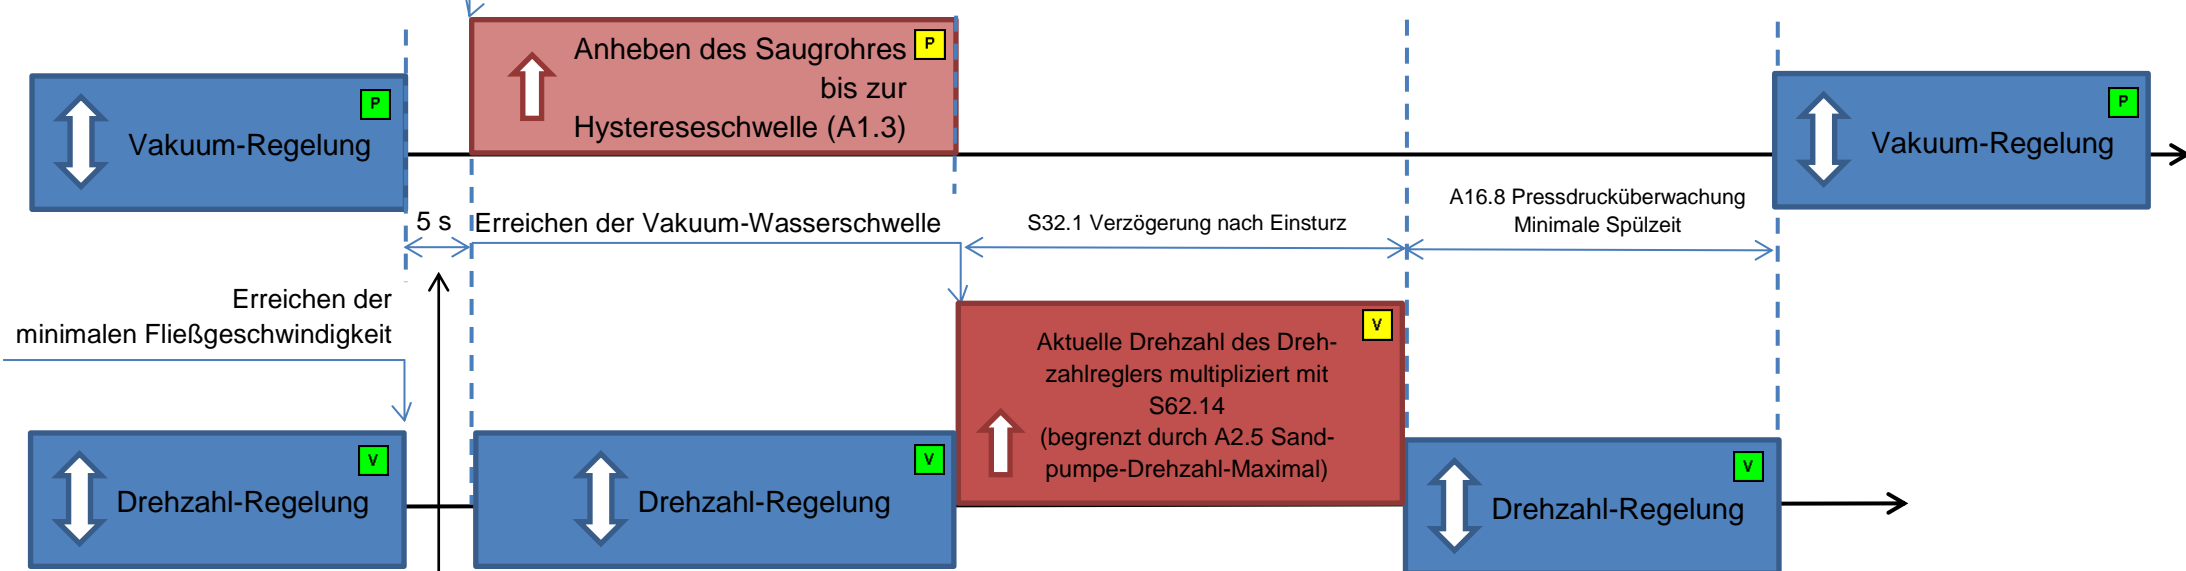 Anheben des Saugrohres
bis zur
Hystereseschwelle (A1.3)
P
P
Vakuum-Regelung
P
Vakuum-Regelung
5 s
Erreichen der Vakuum-Wasserschwelle
S32.1 Verzögerung nach Einsturz
A16.8 Pressdrucküberwachung
Minimale Spülzeit
Erreichen der
minimalen Fließgeschwindigkeit
V
Aktuelle Drehzahl des Dreh-
zahlreglers multipliziert mit
S62.14
(begrenzt durch A2.5 Sand-
pumpe-Drehzahl-Maximal)
V
Drehzahl-Regelung
V
Drehzahl-Regelung
V
Drehzahl-Regelung